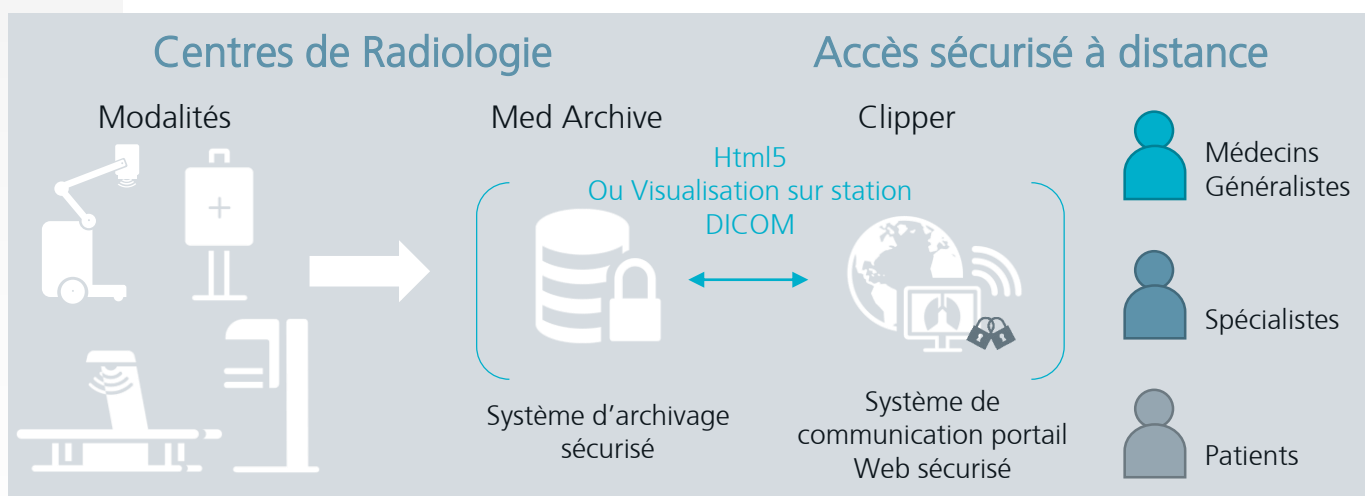 Centres de Radiologie
Accès sécurisé à distance
Modalités
Med Archive
Clipper
Html5
Ou Visualisation sur station
DICOM
Système d'archivage
sécurisé
Système de
communication portail
Web sécurisé
Médecins
Généralistes
Spécialistes
Patients